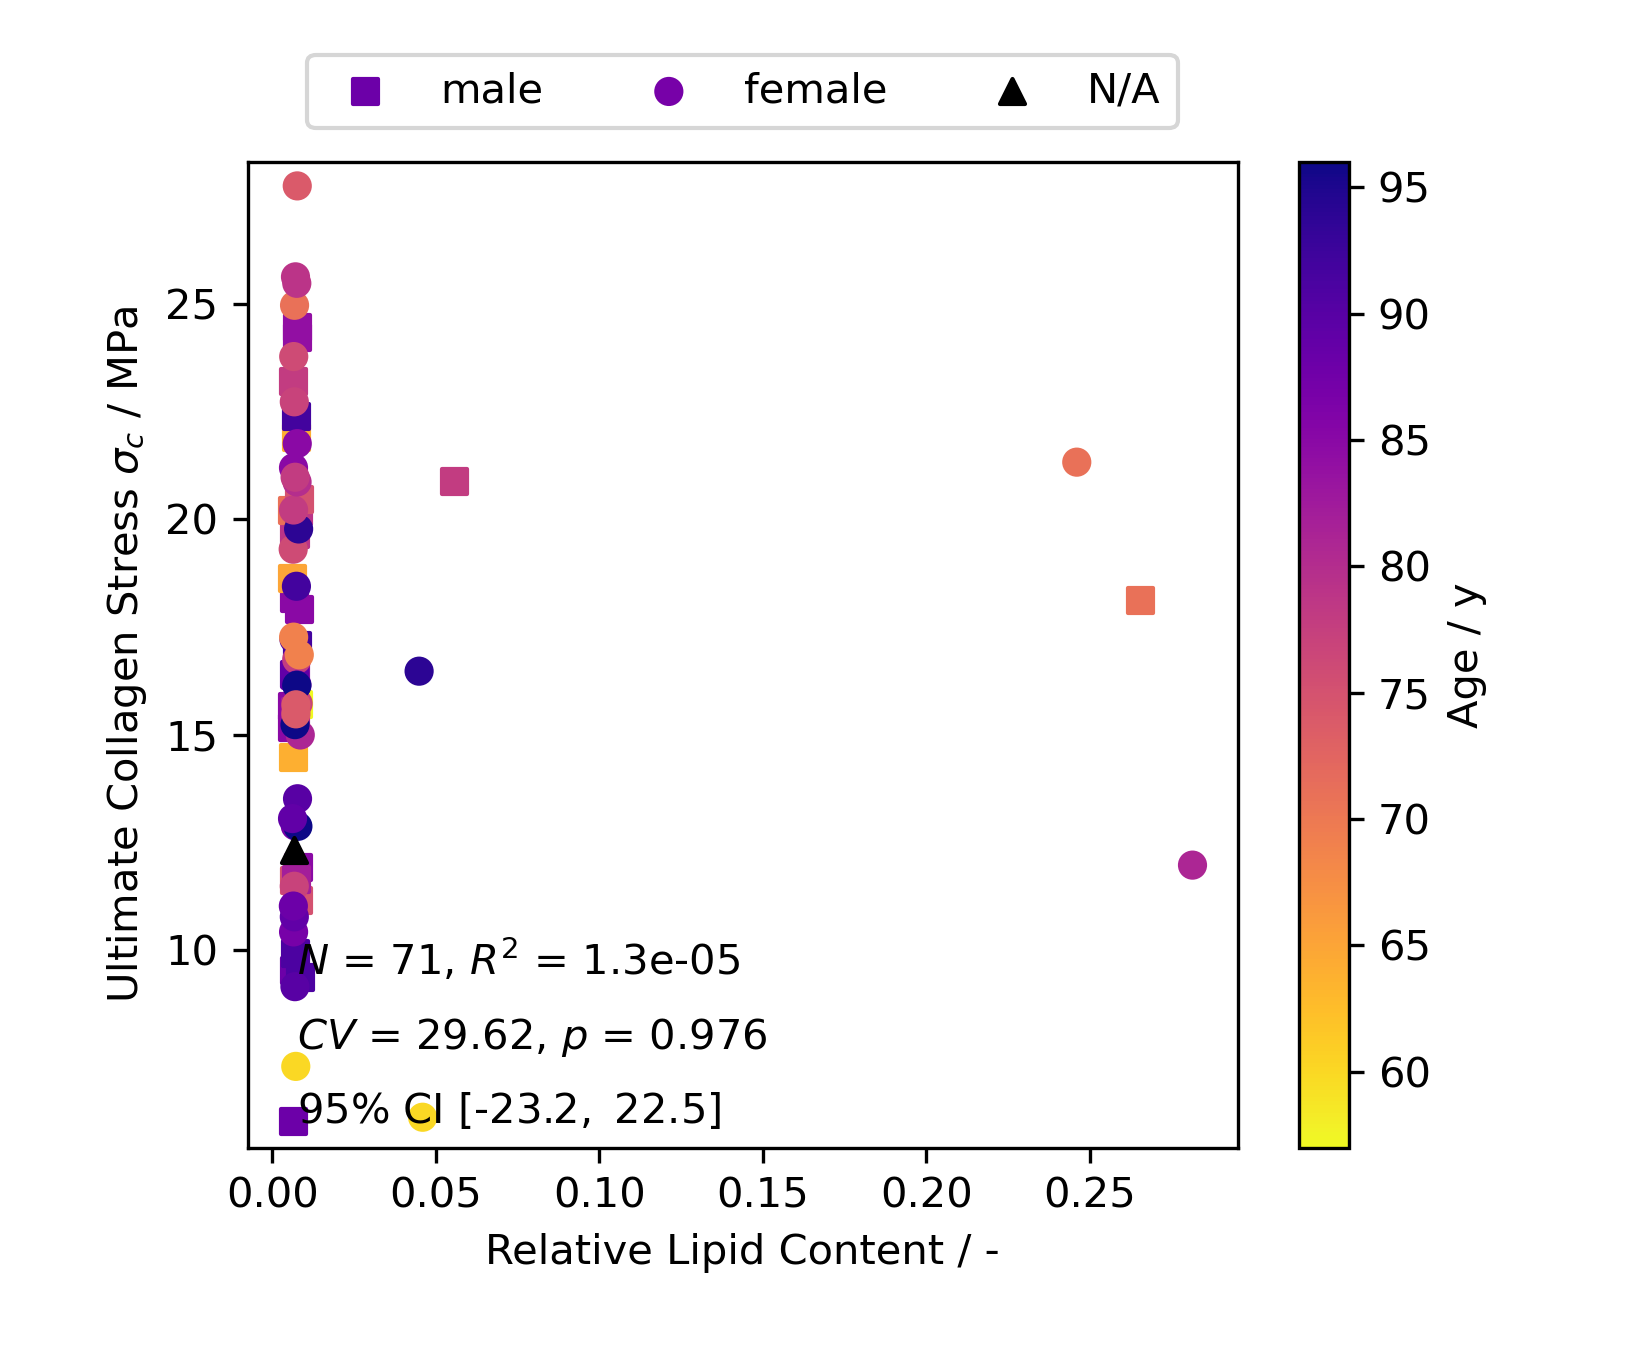 male female N/A
25
20
15
10
Ultimate Collagen Stress σc / MPa
N = 71, R² = 1.3e-05
CV = 29.62, p = 0.976
95% CI [-23.2, 22.5]
0.00 0.05 0.10 0.15 0.20 0.25
Relative Lipid Content / -
95
90
85
80
75
70
65
60
Age / y